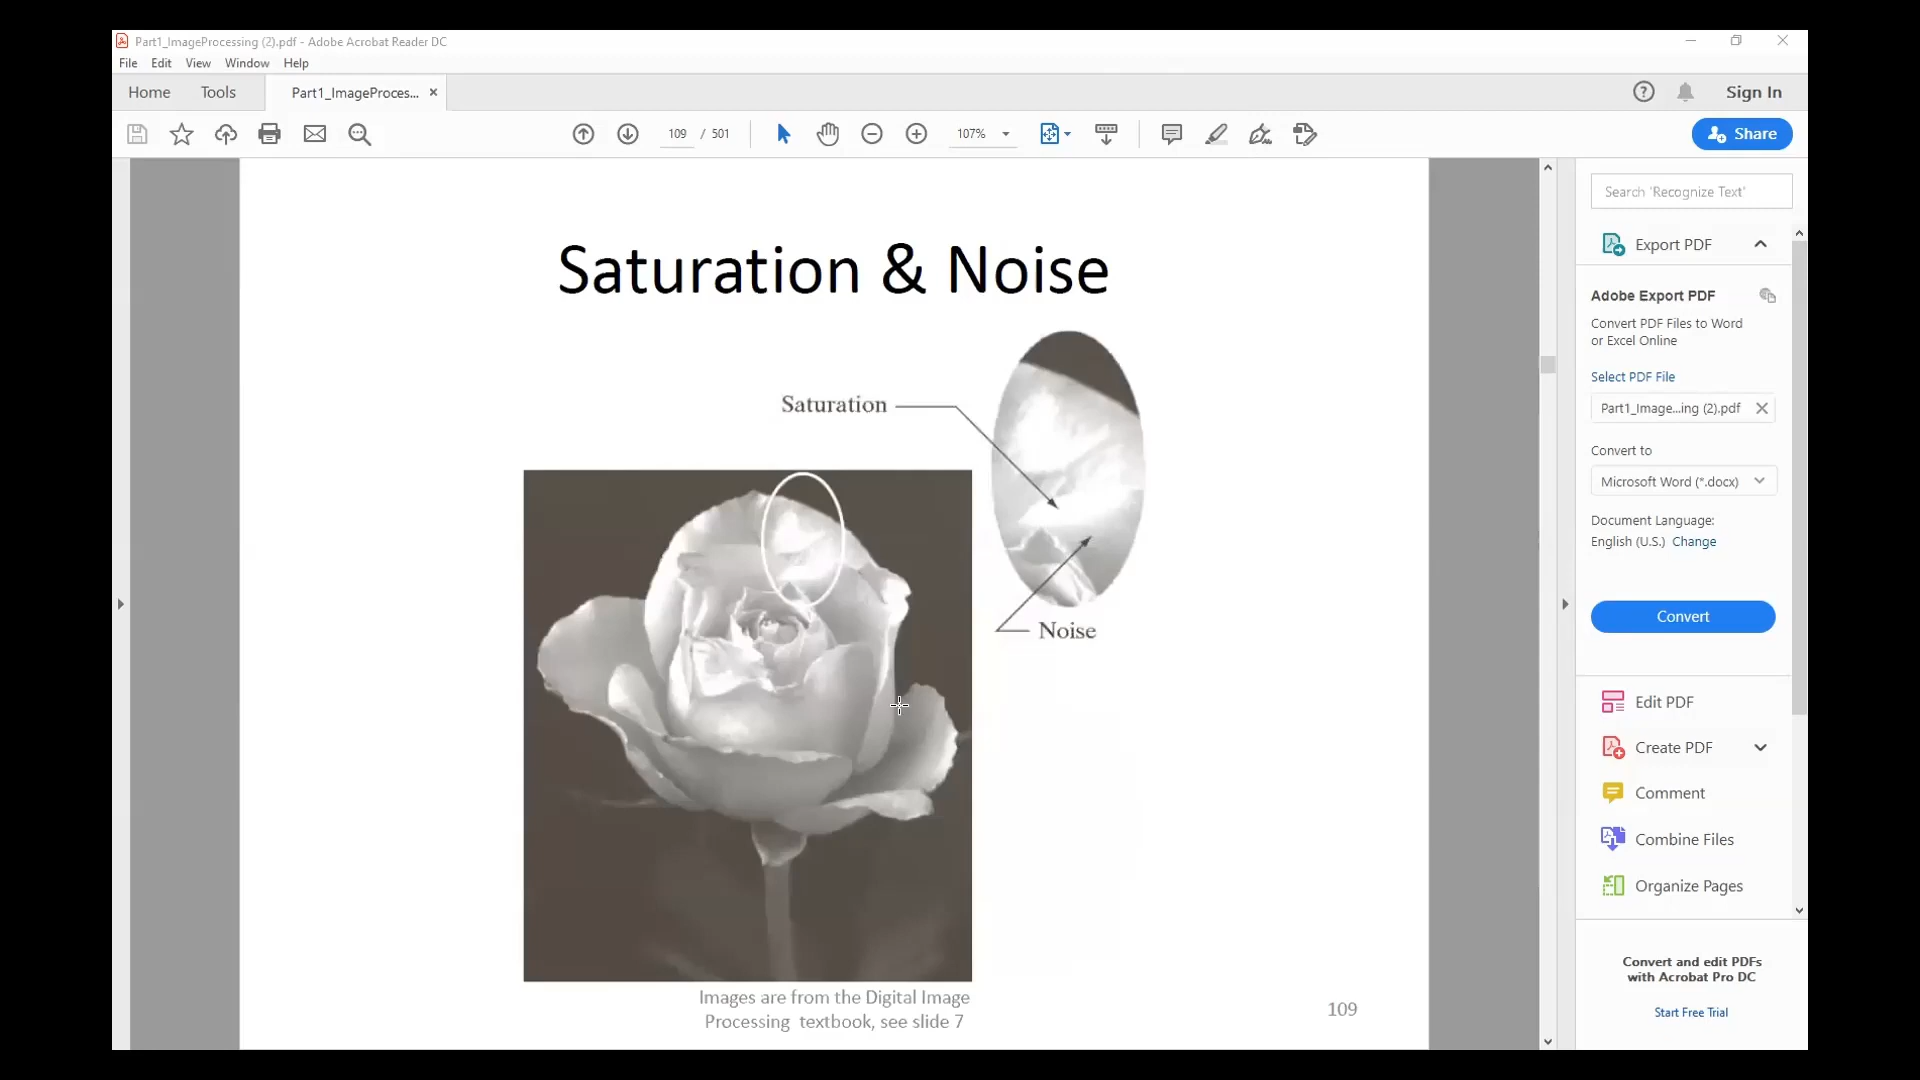 Part1_ImageProcessing (2).pdf - Adobe Acrobat Reader DC
File Edit View Window Help
Home Tools Part1_ImageProces... × Sign In
109 / 501 107% Share
Search 'Recognize Text'
Export PDF
Adobe Export PDF
Convert PDF Files to Word
or Excel Online
Select PDF File
Part1_Image...ing (2).pdf
Convert to
Microsoft Word (*.docx)
Document Language:
English (U.S.) Change
Convert
Edit PDF
Create PDF
Comment
Combine Files
Organize Pages
Convert and edit PDFs
with Acrobat Pro DC
Start Free Trial
Saturation & Noise
Saturation
Noise
Images are from the Digital Image
Processing textbook, see slide 7
109